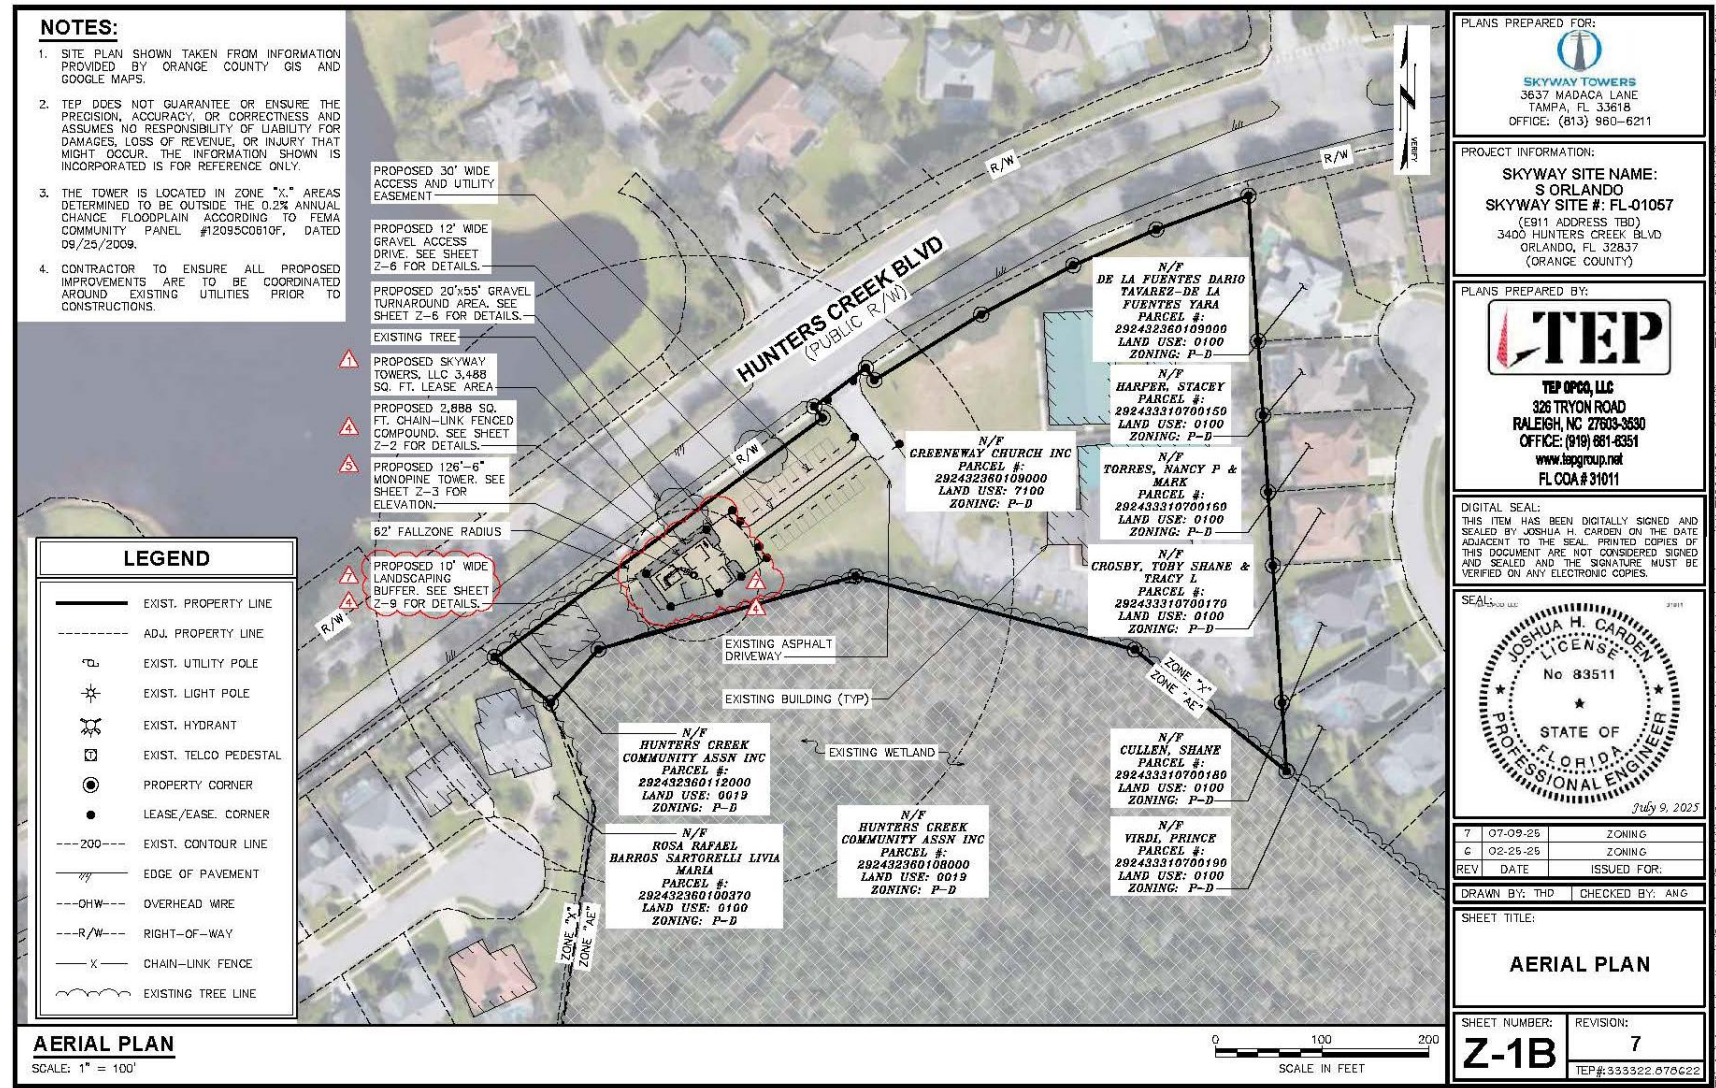 NOTES:
1. SITE PLAN SHOWN TAKEN FROM INFORMATION
PROVIDED BY ORANGE COUNTY GIS AND
GOOGLE MAPS.
2. TEP DOES NOT GUARANTEE OR ENSURE THE
PRECISION, ACCURACY, OR CORRECTNESS AND
ASSUMES NO RESPONSIBILITY OF LIABILITY FOR
DAMAGES, LOSS OF REVENUE, OR INJURY THAT
MIGHT OCCUR. THE INFORMATION SHOWN IS
INCORPORATED IS FOR REFERENCE ONLY.
3. THE TOWER IS LOCATED IN ZONE "X." AREAS
DETERMINED TO BE OUTSIDE THE 0.2% ANNUAL
CHANCE FLOODPLAIN ACCORDING TO FEMA
COMMUNITY PANEL #12095C0610F, DATED
09/25/2009.
4. CONTRACTOR TO ENSURE ALL PROPOSED
IMPROVEMENTS ARE TO BE COORDINATED
AROUND EXISTING UTILITIES PRIOR TO
CONSTRUCTIONS.
PROPOSED 30' WIDE
ACCESS AND UTILITY
EASEMENT
PROPOSED 12' WIDE
GRAVEL ACCESS
DRIVE. SEE SHEET
Z-6 FOR DETAILS.
PROPOSED 20'x55' GRAVEL
TURNAROUND AREA. SEE
SHEET Z-6 FOR DETAILS.
EXISTING TREE
1
PROPOSED SKYWAY
TOWERS, LLC 3,488
SQ. FT. LEASE AREA
4
PROPOSED 2,888 SQ.
FT. CHAIN-LINK FENCED
COMPOUND. SEE SHEET
Z-2 FOR DETAILS.
5
PROPOSED 126'-6"
MONOPINE TOWER. SEE
SHEET Z-3 FOR
ELEVATION.
62' FALLZONE RADIUS
7
4
PROPOSED 10' WIDE
LANDSCAPING
BUFFER. SEE SHEET
Z-9 FOR DETAILS.
R/W
R/W
R/W
R/W
HUNTERS CREEK BLVD
(PUBLIC R/W)
VERIFY
7
4
N/F
DE LA FUENTES DARIO
TAVAREZ-DE LA
FUENTES YARA
PARCEL #:
292432360109000
LAND USE: 0100
ZONING: P-D
N/F
HARPER, STACEY
PARCEL #:
292433310700150
LAND USE: 0100
ZONING: P-D
N/F
GREENEWAY CHURCH INC
PARCEL #:
292432360109000
LAND USE: 7100
ZONING: P-D
N/F
TORRES, NANCY P &
MARK
PARCEL #:
292433310700160
LAND USE: 0100
ZONING: P-D
N/F
CROSBY, TOBY SHANE &
TRACY L
PARCEL #:
292433310700170
LAND USE: 0100
ZONING: P-D
EXISTING ASPHALT
DRIVEWAY
EXISTING BUILDING (TYP)
ZONE "X"
ZONE "AE"
EXISTING WETLAND
N/F
HUNTERS CREEK
COMMUNITY ASSN INC
PARCEL #:
292432360112000
LAND USE: 0019
ZONING: P-D
N/F
CULLEN, SHANE
PARCEL #:
292433310700180
LAND USE: 0100
ZONING: P-D
N/F
ROSA RAFAEL
BARROS SARTORELLI LIVIA
MARIA
PARCEL #:
292432360100370
LAND USE: 0100
ZONING: P-D
N/F
HUNTERS CREEK
COMMUNITY ASSN INC
PARCEL #:
292432360108000
LAND USE: 0019
ZONING: P-D
N/F
VIRDI, PRINCE
PARCEL #:
292433310700190
LAND USE: 0100
ZONING: P-D
ZONE "X"
ZONE "AE"
LEGEND
EXIST. PROPERTY LINE
ADJ. PROPERTY LINE
EXIST. UTILITY POLE
EXIST. LIGHT POLE
EXIST. HYDRANT
T EXIST. TELCO PEDESTAL
PROPERTY CORNER
LEASE/EASE. CORNER
---200--- EXIST. CONTOUR LINE
EDGE OF PAVEMENT
---OHW--- OVERHEAD WIRE
---R/W--- RIGHT-OF-WAY
X CHAIN-LINK FENCE
EXISTING TREE LINE
AERIAL PLAN
SCALE: 1" = 100'
0 100 200
SCALE IN FEET
PLANS PREPARED FOR:
SKYWAY TOWERS
3637 MADACA LANE
TAMPA, FL 33618
OFFICE: (813) 960-6211
PROJECT INFORMATION:
SKYWAY SITE NAME:
S ORLANDO
SKYWAY SITE #: FL-01057
(E911 ADDRESS TBD)
3400 HUNTERS CREEK BLVD
ORLANDO, FL 32837
(ORANGE COUNTY)
PLANS PREPARED BY:
TEP
TEP OPCO, LLC
326 TRYON ROAD
RALEIGH, NC 27603-3530
OFFICE: (919) 661-6351
www.tepgroup.net
FL COA # 31011
DIGITAL SEAL:
THIS ITEM HAS BEEN DIGITALLY SIGNED AND
SEALED BY JOSHUA H. CARDEN ON THE DATE
ADJACENT TO THE SEAL. PRINTED COPIES OF
THIS DOCUMENT ARE NOT CONSIDERED SIGNED
AND SEALED AND THE SIGNATURE MUST BE
VERIFIED ON ANY ELECTRONIC COPIES.
SEAL:
31011
JOSHUA H. CARDEN
LICENSE
No 83511
STATE OF
FLORIDA
PROFESSIONAL ENGINEER
July 9, 2025
7 07-09-25 ZONING
6 02-25-25 ZONING
REV DATE ISSUED FOR:
DRAWN BY: THD CHECKED BY: ANG
SHEET TITLE:
AERIAL PLAN
SHEET NUMBER:
Z-1B
REVISION:
7
TEP#:333322.878622